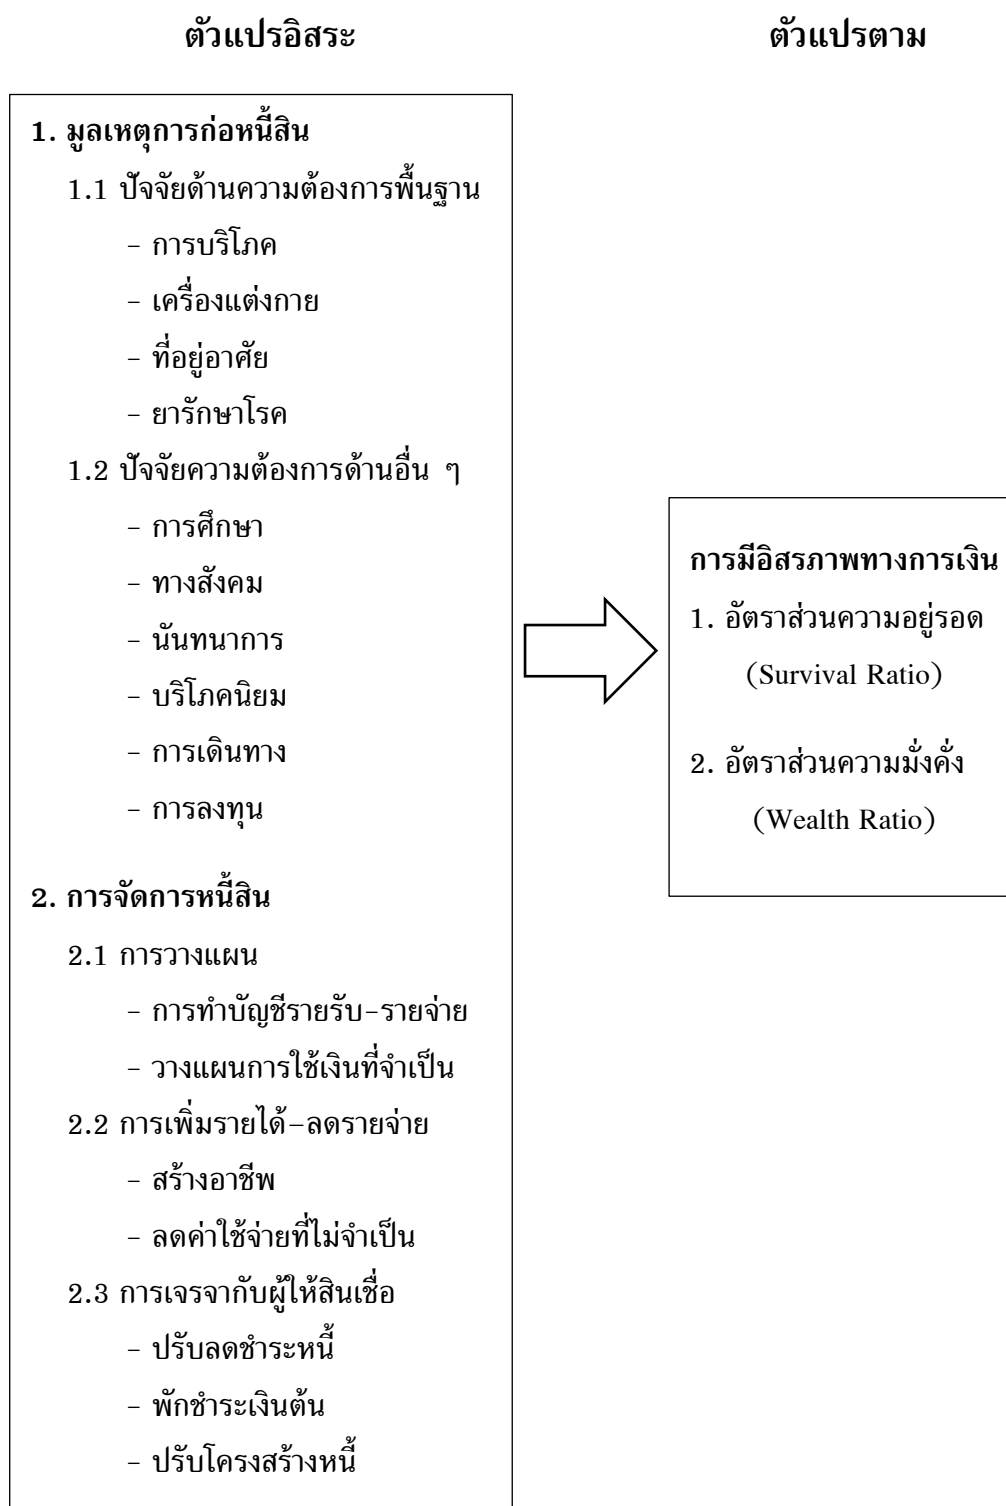 ตัวแปรอิสระ
ตัวแปรตาม
1. มูลเหตุการก่อหนี้สิน
1.1 ปัจจัยด้านความต้องการพื้นฐาน
- การบริโภค
- เครื่องแต่งกาย
- ที่อยู่อาศัย
- ยารักษาโรค
1.2 ปัจจัยความต้องการด้านอื่น ๆ
- การศึกษา
- ทางสังคม
- นันทนาการ
- บริโภคนิยม
- การเดินทาง
- การลงทุน
2. การจัดการหนี้สิน
2.1 การวางแผน
- การทำบัญชีรายรับ-รายจ่าย
- วางแผนการใช้เงินที่จำเป็น
2.2 การเพิ่มรายได้-ลดรายจ่าย
- สร้างอาชีพ
- ลดค่าใช้จ่ายที่ไม่จำเป็น
2.3 การเจรจากับผู้ให้สินเชื่อ
- ปรับลดชำระหนี้
- พักชำระเงินต้น
- ปรับโครงสร้างหนี้
การมีอิสรภาพทางการเงิน
1. อัตราส่วนความอยู่รอด
(Survival Ratio)
2. อัตราส่วนความมั่งคั่ง
(Wealth Ratio)